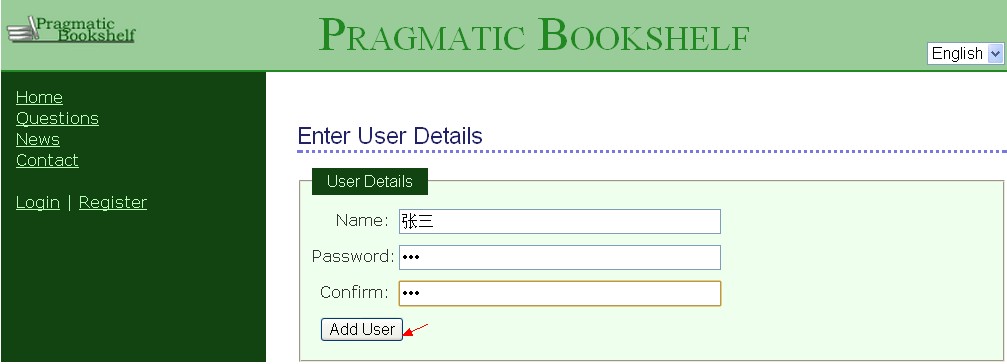 Pragmatic
Bookshelf
PRAGMATIC BOOKSHELF
English
Home
Questions
News
Contact
Login | Register
Enter User Details
User Details
Name: 张三
Password: •••
Confirm: •••
Add User